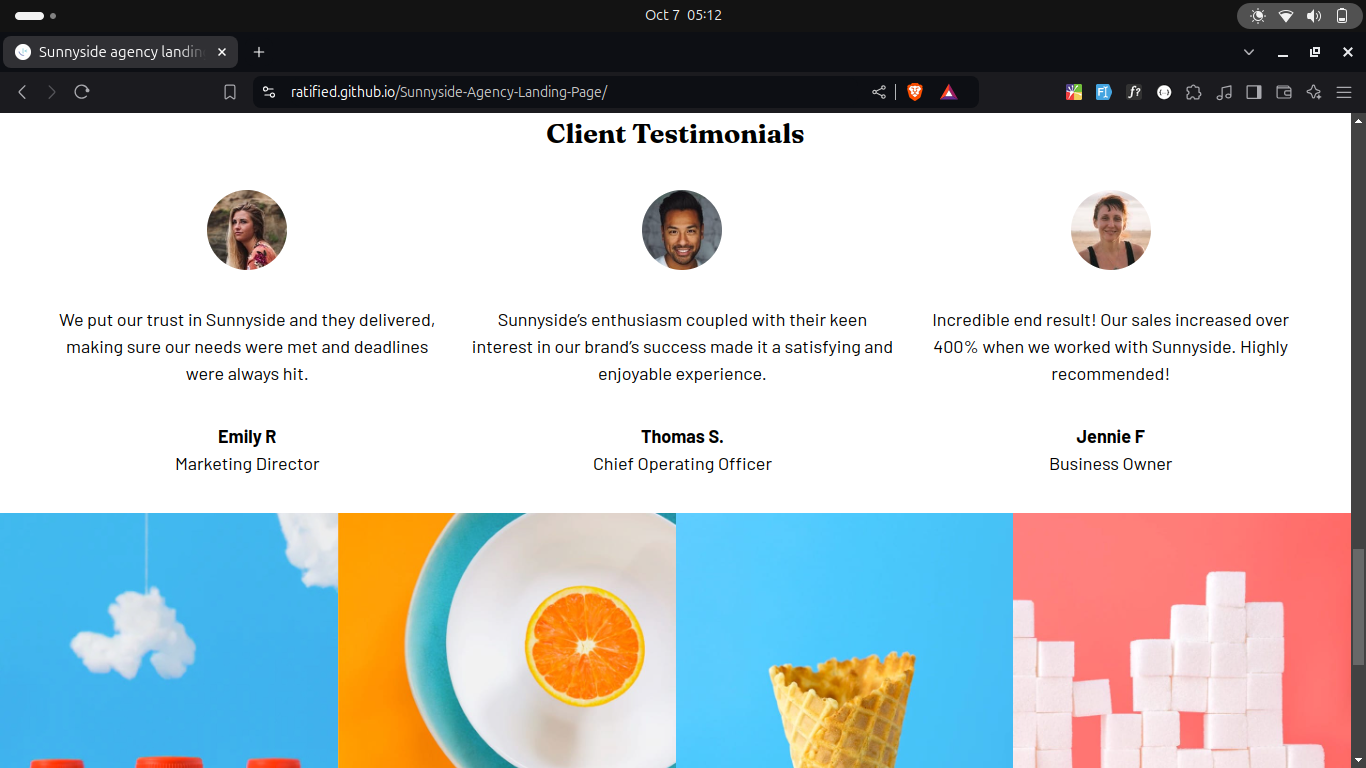 Oct 7 05:12
Sunnyside agency landin
ratified.github.io/Sunnyside-Agency-Landing-Page/
Client Testimonials
We put our trust in Sunnyside and they delivered,
making sure our needs were met and deadlines
were always hit.
Emily R
Marketing Director
Sunnyside’s enthusiasm coupled with their keen
interest in our brand’s success made it a satisfying and
enjoyable experience.
Thomas S.
Chief Operating Officer
Incredible end result! Our sales increased over
400% when we worked with Sunnyside. Highly
recommended!
Jennie F
Business Owner